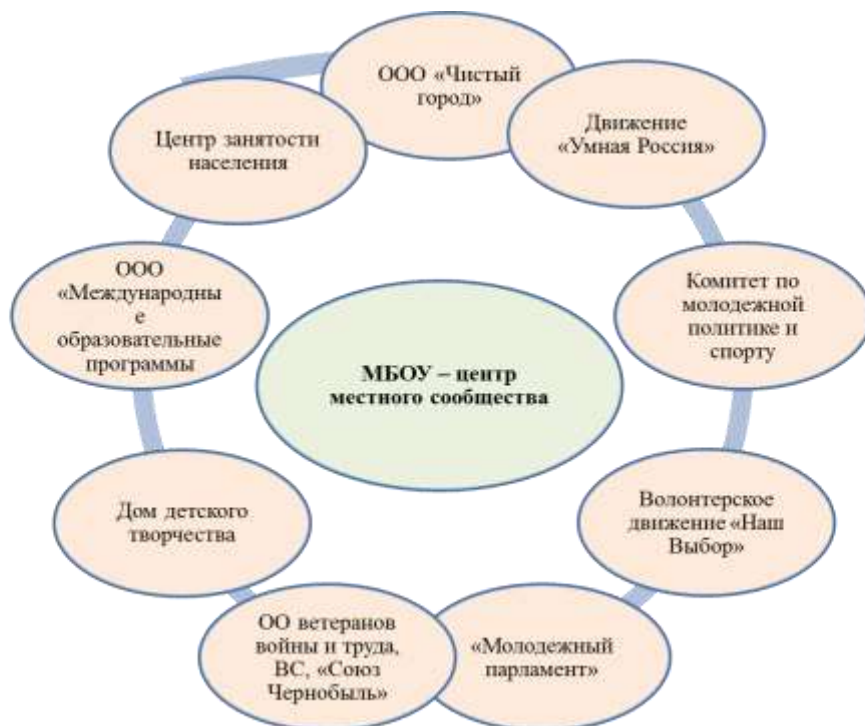 ООО «Чистый
город»
Движение
«Умная Россия»
Комитет по
молодежной
политике и
спорту
Волонтерское
движение «Наш
Выбор»
«Молодежный
парламент»
ОО ветеранов
войны и труда,
ВС, «Союз
Чернобыль»
Дом детского
творчества
ООО
«Международны
е
образовательные
программы
Центр занятости
населения
МБОУ – центр
местного сообщества